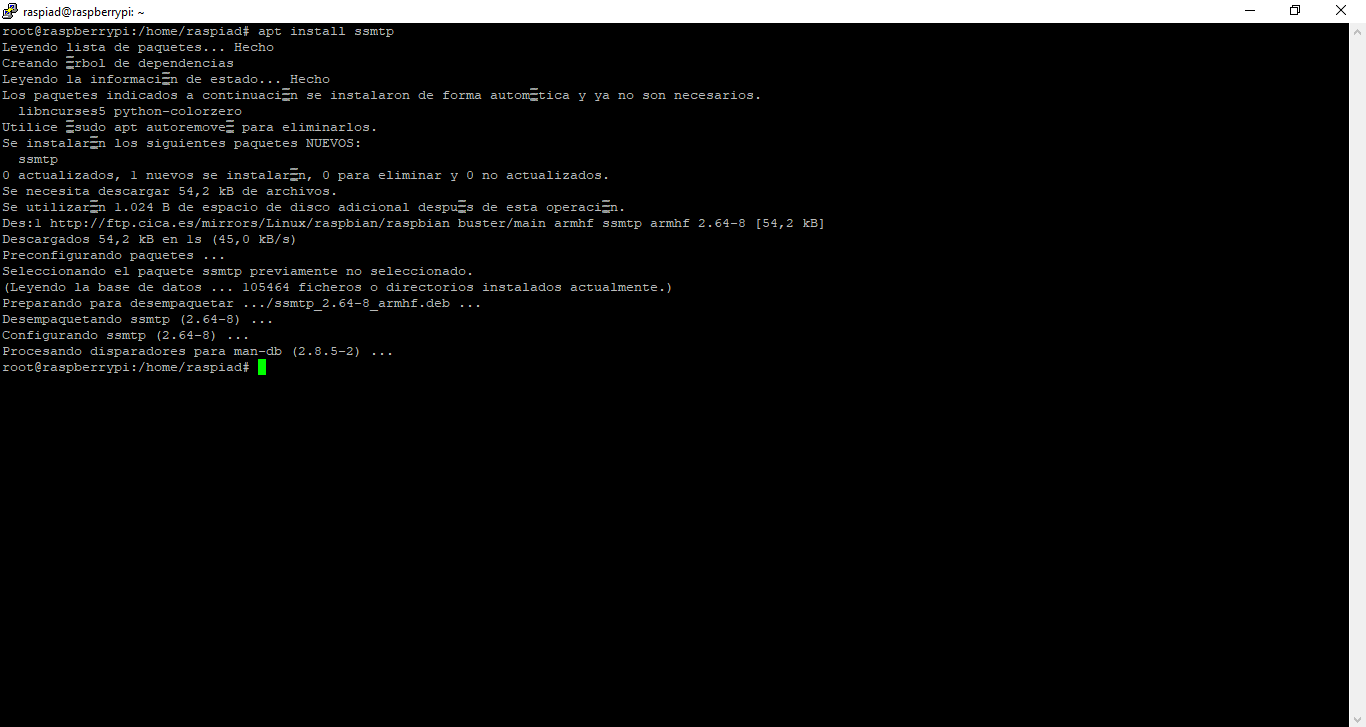 raspiad@raspberrypi: ~
root@raspberrypi:/home/raspiad# apt install ssmtp
Leyendo lista de paquetes... Hecho
Creando �rbol de dependencias
Leyendo la informaci�n de estado... Hecho
Los paquetes indicados a continuaci�n se instalaron de forma autom�tica y ya no son necesarios.
  libncurses5 python-colorzero
Utilice �sudo apt autoremove� para eliminarlos.
Se instalar�n los siguientes paquetes NUEVOS:
  ssmtp
0 actualizados, 1 nuevos se instalar�n, 0 para eliminar y 0 no actualizados.
Se necesita descargar 54,2 kB de archivos.
Se utilizar�n 1.024 B de espacio de disco adicional despu�s de esta operaci�n.
Des:1 http://ftp.cica.es/mirrors/Linux/raspbian/raspbian buster/main armhf ssmtp armhf 2.64-8 [54,2 kB]
Descargados 54,2 kB en 1s (45,0 kB/s)
Preconfigurando paquetes ...
Seleccionando el paquete ssmtp previamente no seleccionado.
(Leyendo la base de datos ... 105464 ficheros o directorios instalados actualmente.)
Preparando para desempaquetar .../ssmtp_2.64-8_armhf.deb ...
Desempaquetando ssmtp (2.64-8) ...
Configurando ssmtp (2.64-8) ...
Procesando disparadores para man-db (2.8.5-2) ...
root@raspberrypi:/home/raspiad#